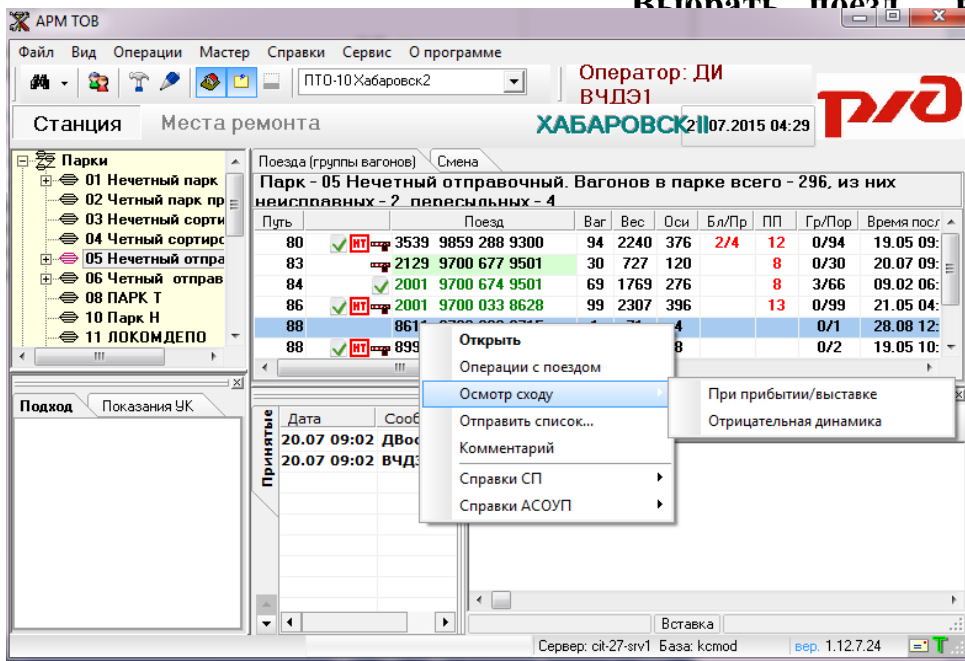 Выбрать поезд
АРМ ТОВ
Файл Вид Операции Мастер Справки Сервис О программе
ПТО-10 Хабаровск2
Оператор: ДИ
ВЧДЭ1
Станция Места ремонта
ХАБАРОВСК II
07.2015 04:29
Парки
01 Нечетный парк
02 Четный парк пр
03 Нечетный сорти
04 Четный сортиро
05 Нечетный отпра
06 Четный отправ
08 ПАРК Т
10 Парк Н
11 ЛОКОМДЕПО
Поезда (группы вагонов) Смена
Парк - 05 Нечетный отправочный. Вагонов в парке всего - 296, из них
неисправных - 2 пересыльных - 4
Путь Поезд Ваг Вес Оси Бл/Пр ПП Гр/Пор Время посл
80 НТ 3539 9859 288 9300 94 2240 376 2/4 12 0/94 19.05 09:
83 2129 9700 677 9501 30 727 120 8 0/30 20.07 09:
84 2001 9700 674 9501 69 1769 276 8 3/66 09.02 06:
86 НТ 2001 9700 033 8628 99 2307 396 13 0/99 21.05 04:
88 4 0/1 28.08 12:
88 НТ 899 8 0/2 19.05 10:
Открыть
Операции с поездом
Осмотр сходу
Отправить список...
Комментарий
Справки СП
Справки АСОУП
При прибытии/выставке
Отрицательная динамика
Подход Показания УК
Принятые
Дата Сооб
20.07 09:02 ДВос
20.07 09:02 ВЧДЭ
Вставка
Сервер: cit-27-srv1 База: kcmod вер. 1.12.7.24